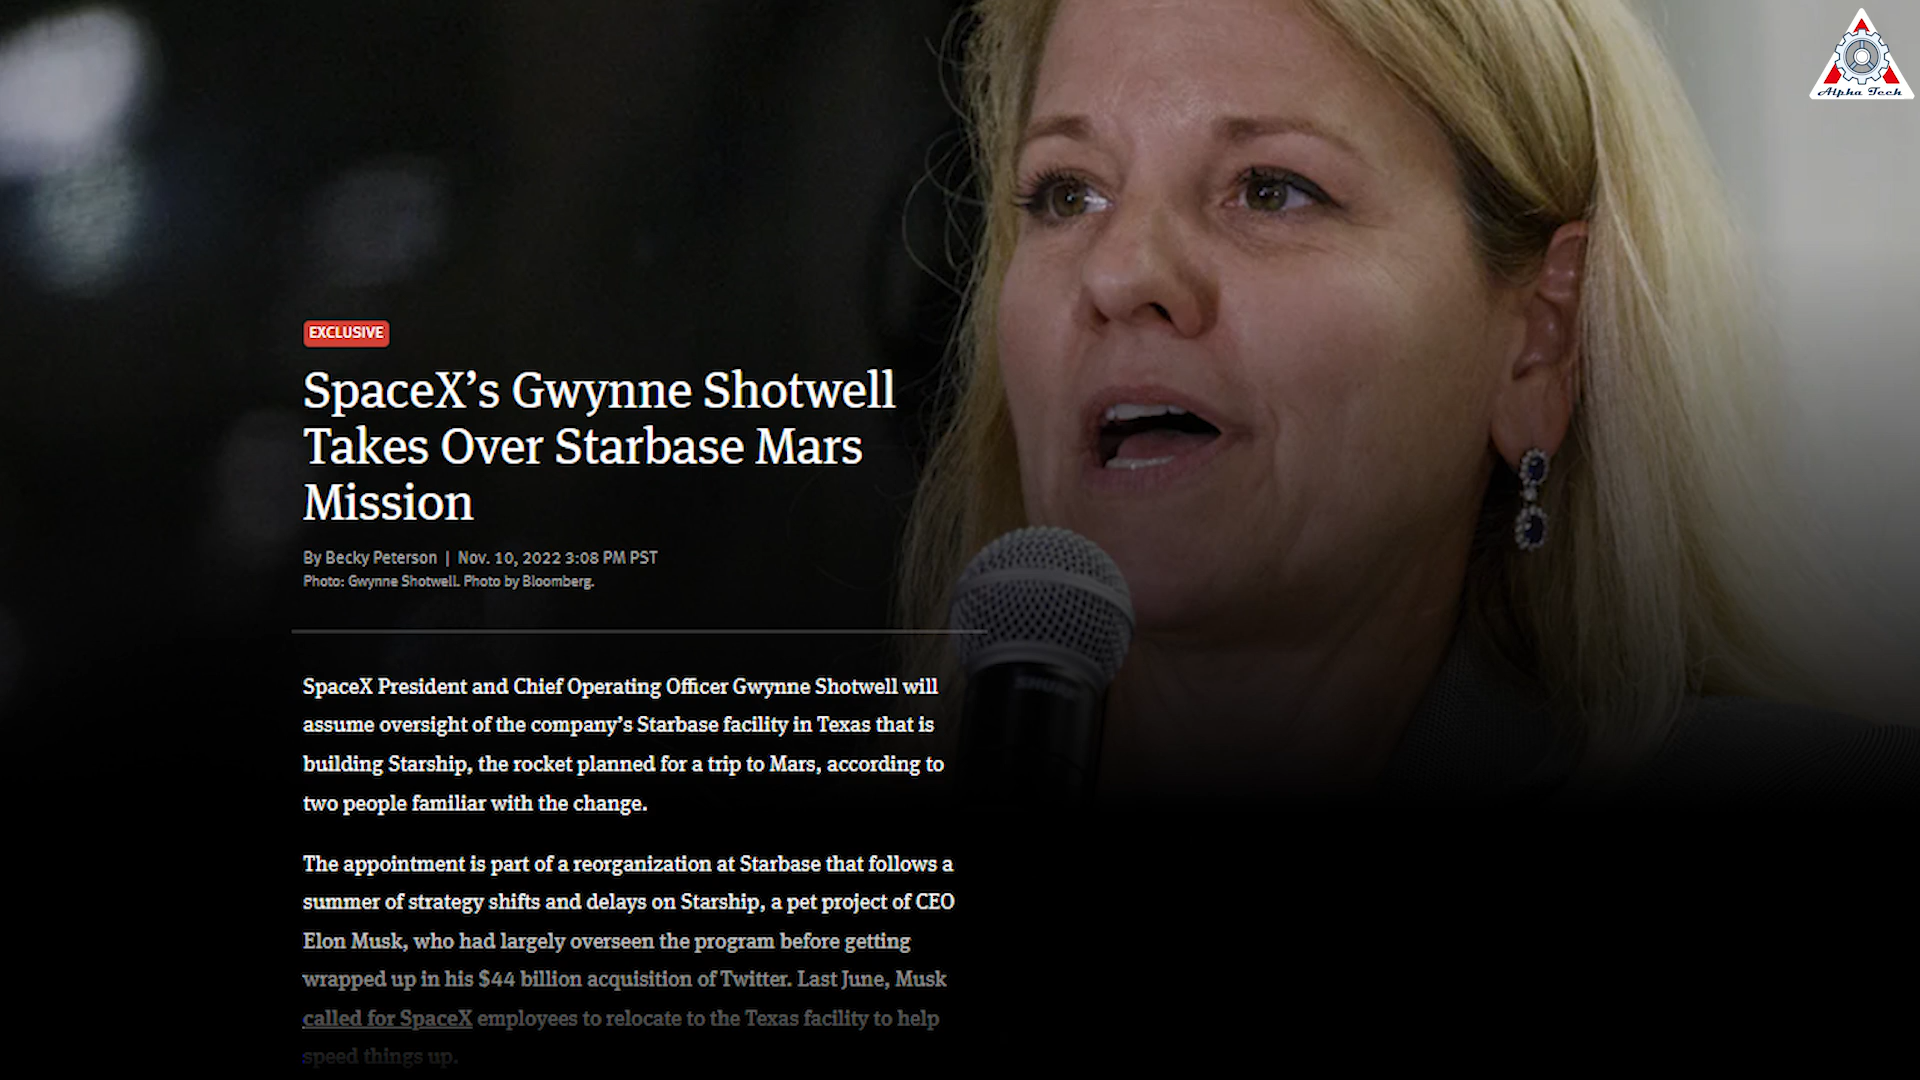 Alpha Tech
EXCLUSIVE
SpaceX’s Gwynne Shotwell
Takes Over Starbase Mars
Mission
By Becky Peterson | Nov. 10, 2022 3:08 PM PST
Photo: Gwynne Shotwell. Photo by Bloomberg.
SpaceX President and Chief Operating Officer Gwynne Shotwell will
assume oversight of the company’s Starbase facility in Texas that is
building Starship, the rocket planned for a trip to Mars, according to
two people familiar with the change.
The appointment is part of a reorganization at Starbase that follows a
summer of strategy shifts and delays on Starship, a pet project of CEO
Elon Musk, who had largely overseen the program before getting
wrapped up in his $44 billion acquisition of Twitter. Last June, Musk
called for SpaceX employees to relocate to the Texas facility to help
speed things up.